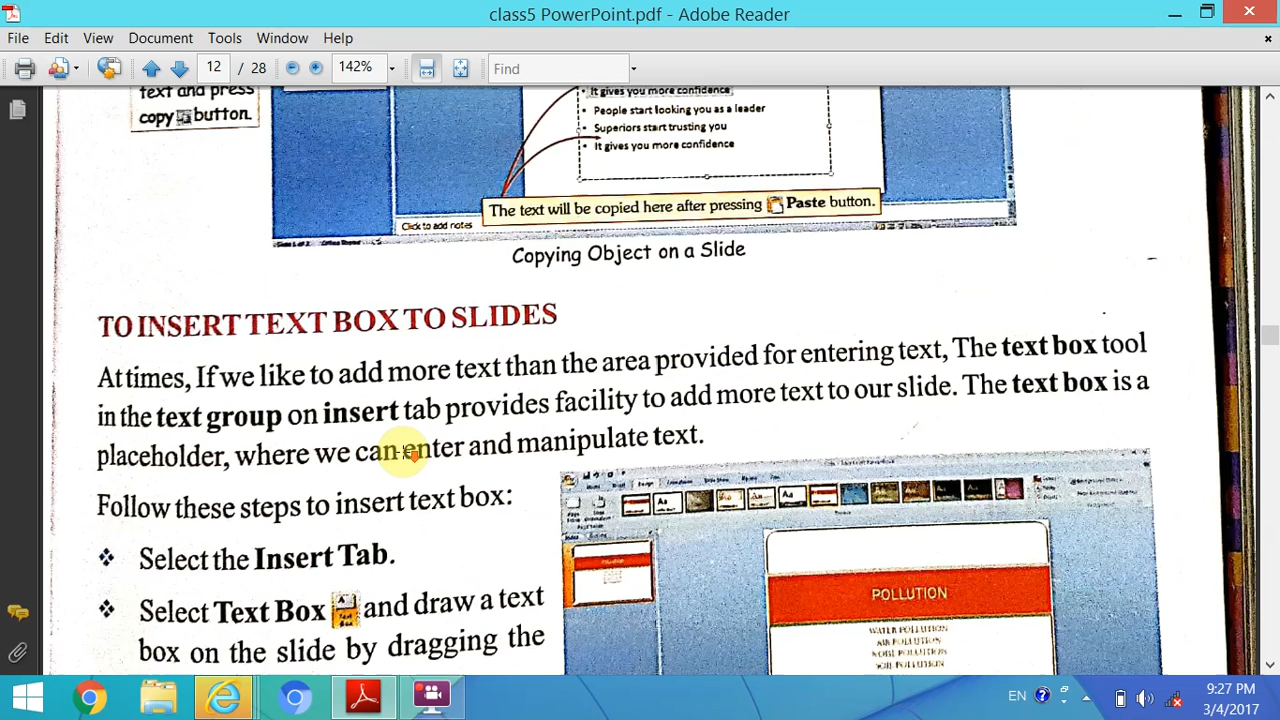 class5 PowerPoint.pdf - Adobe Reader
File Edit View Document Tools Window Help
12 / 28 142% Find
text and press
copy button.
It gives you more confidence
People start looking you as a leader
Superiors start trusting you
It gives you more confidence
The text will be copied here after pressing Paste button.
Click to add notes
Copying Object on a Slide
TO INSERT TEXT BOX TO SLIDES
At times, If we like to add more text than the area provided for entering text, The text box tool
in the text group on insert tab provides facility to add more text to our slide. The text box is a
placeholder, where we can enter and manipulate text.
Follow these steps to insert text box:
Select the Insert Tab.
Select Text Box and draw a text
box on the slide by dragging the
POLLUTION
WATER POLLUTION
AIR POLLUTION
NOISE POLLUTION
SOIL POLLUTION
EN
9:27 PM
3/4/2017